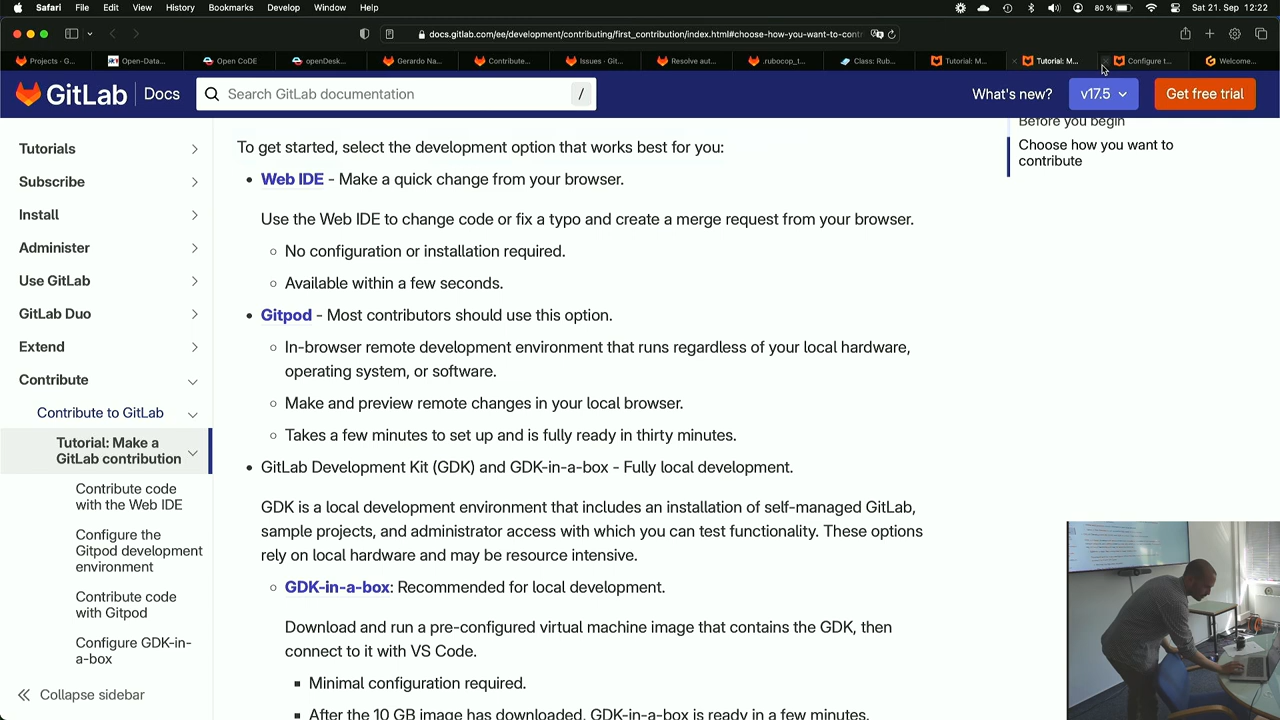 Safari File Edit View History Bookmarks Develop Window Help 80 % Sat 21. Sep 12:22
docs.gitlab.com/ee/development/contributing/first_contribution/index.html#choose-how-you-want-to-contr
Projects · G... Open-Data... Open CoDE openDesk... Gerardo Na... Contribute... Issues · Git... Resolve aut... .rubocop_t... Class: Rub... Tutorial: M... Tutorial: M... Configure t... Welcome...
GitLab Docs Search GitLab documentation / What's new? v17.5 Get free trial
Tutorials
Subscribe
Install
Administer
Use GitLab
GitLab Duo
Extend
Contribute
Contribute to GitLab
Tutorial: Make a
GitLab contribution
Contribute code
with the Web IDE
Configure the
Gitpod development
environment
Contribute code
with Gitpod
Configure GDK-in-
a-box
Collapse sidebar
To get started, select the development option that works best for you:
• Web IDE - Make a quick change from your browser.
Use the Web IDE to change code or fix a typo and create a merge request from your browser.
◦ No configuration or installation required.
◦ Available within a few seconds.
• Gitpod - Most contributors should use this option.
◦ In-browser remote development environment that runs regardless of your local hardware,
operating system, or software.
◦ Make and preview remote changes in your local browser.
◦ Takes a few minutes to set up and is fully ready in thirty minutes.
• GitLab Development Kit (GDK) and GDK-in-a-box - Fully local development.
GDK is a local development environment that includes an installation of self-managed GitLab,
sample projects, and administrator access with which you can test functionality. These options
rely on local hardware and may be resource intensive.
◦ GDK-in-a-box: Recommended for local development.
Download and run a pre-configured virtual machine image that contains the GDK, then
connect to it with VS Code.
▪ Minimal configuration required.
▪ After the 10 GB image has downloaded, GDK-in-a-box is ready in a few minutes.
Before you begin
Choose how you want to
contribute